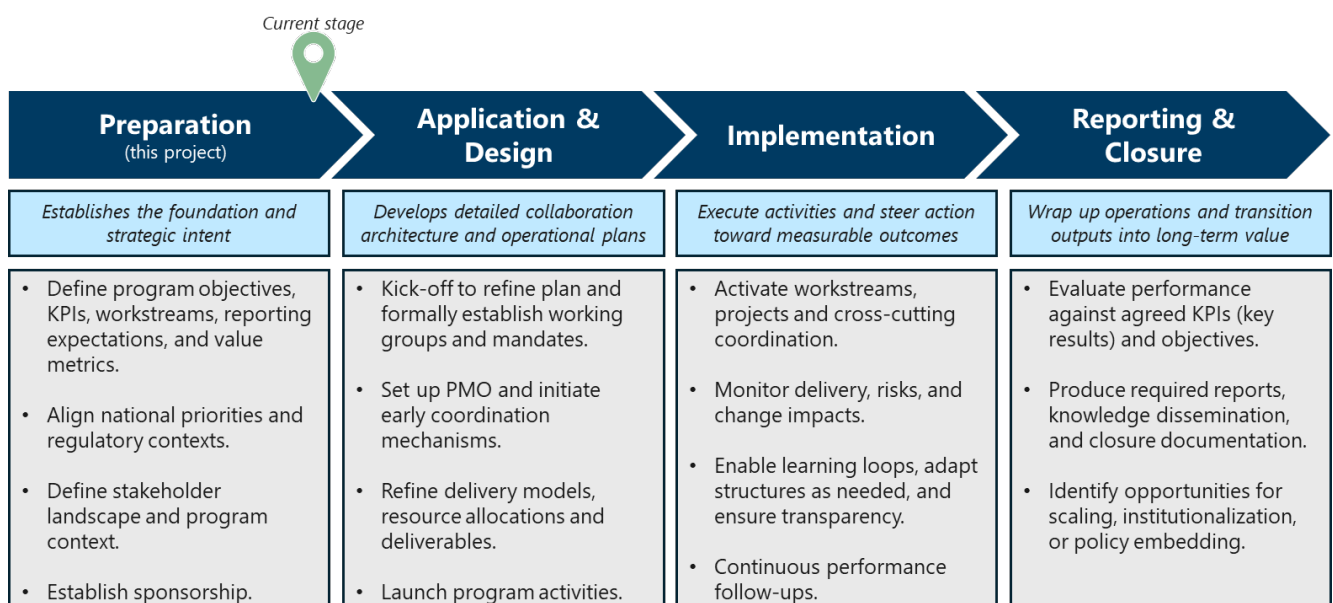 Current stage
Preparation
(this project)
Application &
Design
Implementation
Reporting &
Closure
Establishes the foundation and
strategic intent
Develops detailed collaboration
architecture and operational plans
Execute activities and steer action
toward measurable outcomes
Wrap up operations and transition
outputs into long-term value
• Define program objectives,
KPIs, workstreams, reporting
expectations, and value
metrics.
• Align national priorities and
regulatory contexts.
• Define stakeholder
landscape and program
context.
• Establish sponsorship.
• Kick-off to refine plan and
formally establish working
groups and mandates.
• Set up PMO and initiate
early coordination
mechanisms.
• Refine delivery models,
resource allocations and
deliverables.
• Launch program activities.
• Activate workstreams,
projects and cross-cutting
coordination.
• Monitor delivery, risks, and
change impacts.
• Enable learning loops, adapt
structures as needed, and
ensure transparency.
• Continuous performance
follow-ups.
• Evaluate performance
against agreed KPIs (key
results) and objectives.
• Produce required reports,
knowledge dissemination,
and closure documentation.
• Identify opportunities for
scaling, institutionalization,
or policy embedding.